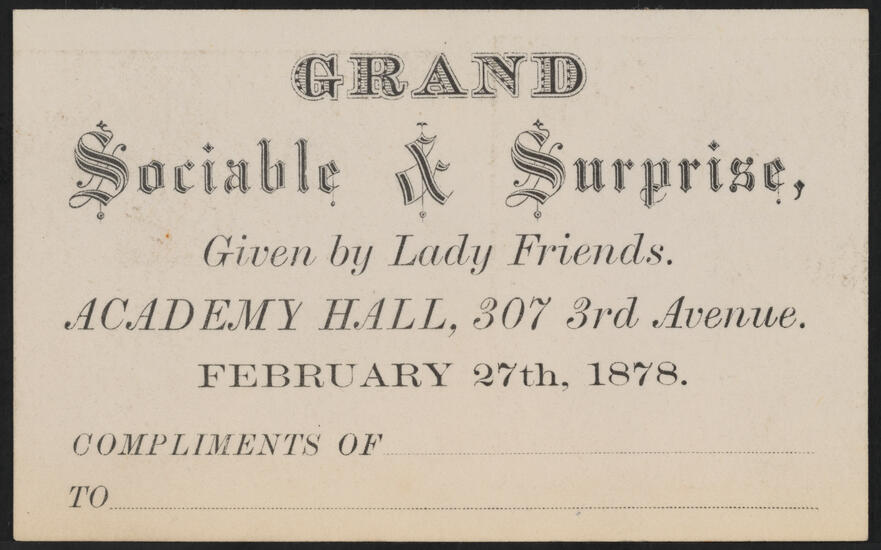 GRAND
Sociable & Surprise,
Given by Lady Friends.
ACADEMY HALL, 307 3rd Avenue.
FEBRUARY 27th, 1878.
COMPLIMENTS OF
TO